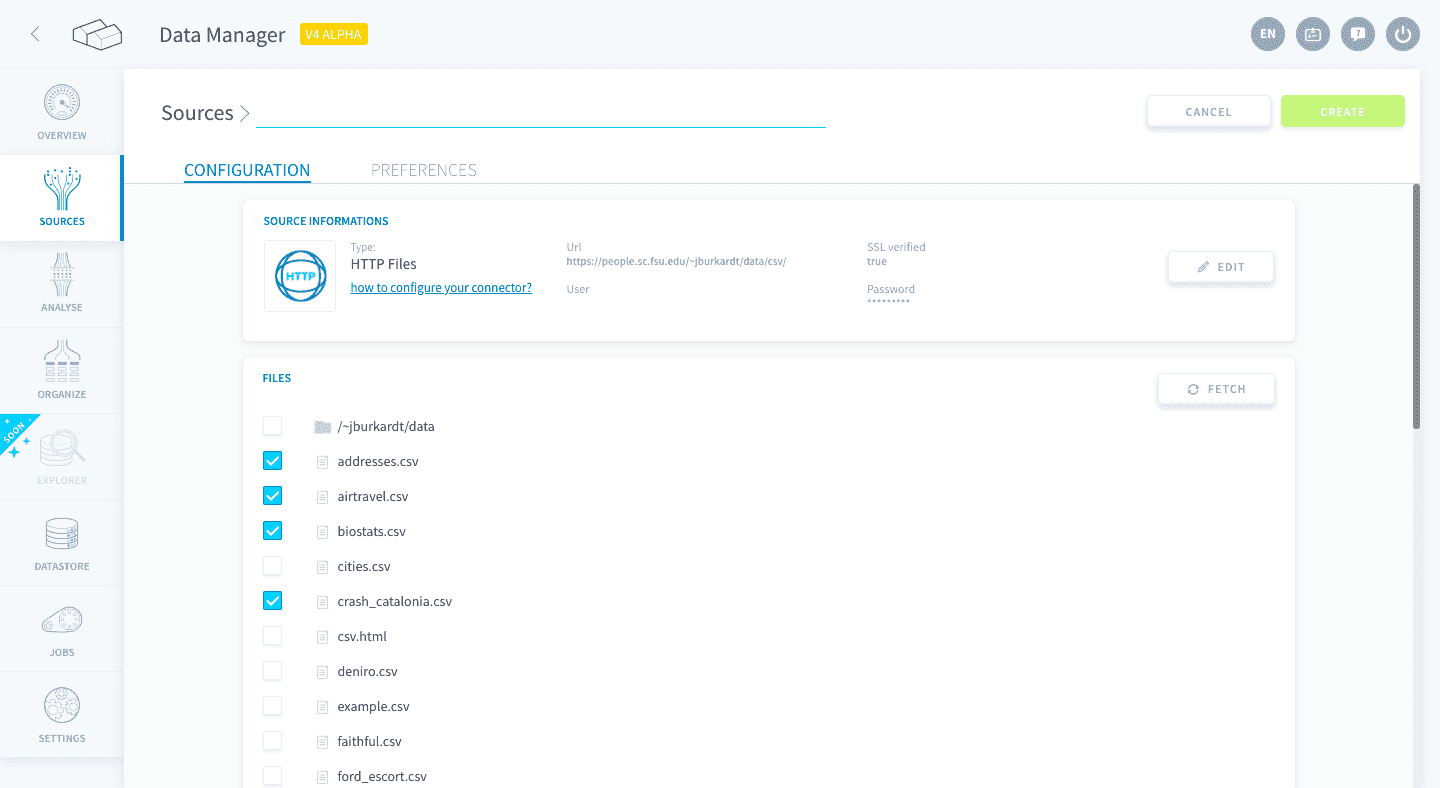 Data Manager V4 ALPHA
EN
?
OVERVIEW
SOURCES
ANALYSE
ORGANIZE
SOON
EXPLORER
DATASTORE
JOBS
SETTINGS
Sources
CANCEL
CREATE
CONFIGURATION
PREFERENCES
SOURCE INFORMATIONS
HTTP
Type:
HTTP Files
how to configure your connector?
Url
https://people.sc.fsu.edu/~jburkardt/data/csv/
User
SSL verified
true
Password
*********
EDIT
FILES
FETCH
/~jburkardt/data
addresses.csv
airtravel.csv
biostats.csv
cities.csv
crash_catalonia.csv
csv.html
deniro.csv
example.csv
faithful.csv
ford_escort.csv